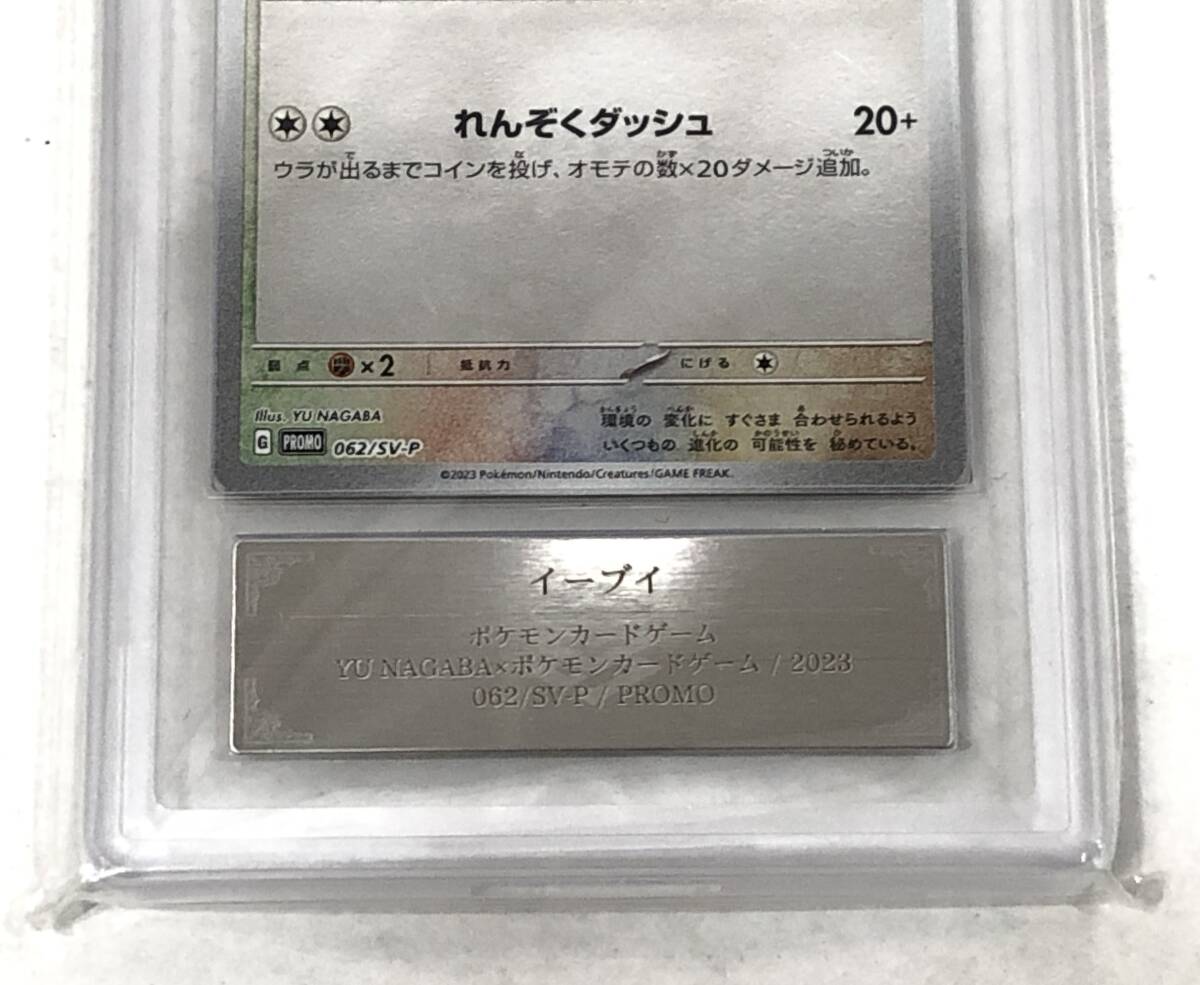 れんぞくダッシュ 20+
ウラが出るまでコインを投げ、オモテの数×20ダメージ追加。
弱点 ×2 抵抗力 にげる
Illus. YU NAGABA
G PROMO 062/SV-P
環境の 変化に すぐさま 合わせられるよう
いくつもの 進化の 可能性を 秘めている。
©2023 Pokémon/Nintendo/Creatures/GAME FREAK.
イーブイ
ポケモンカードゲーム
YU NAGABA×ポケモンカードゲーム / 2023
062/SV-P / PROMO